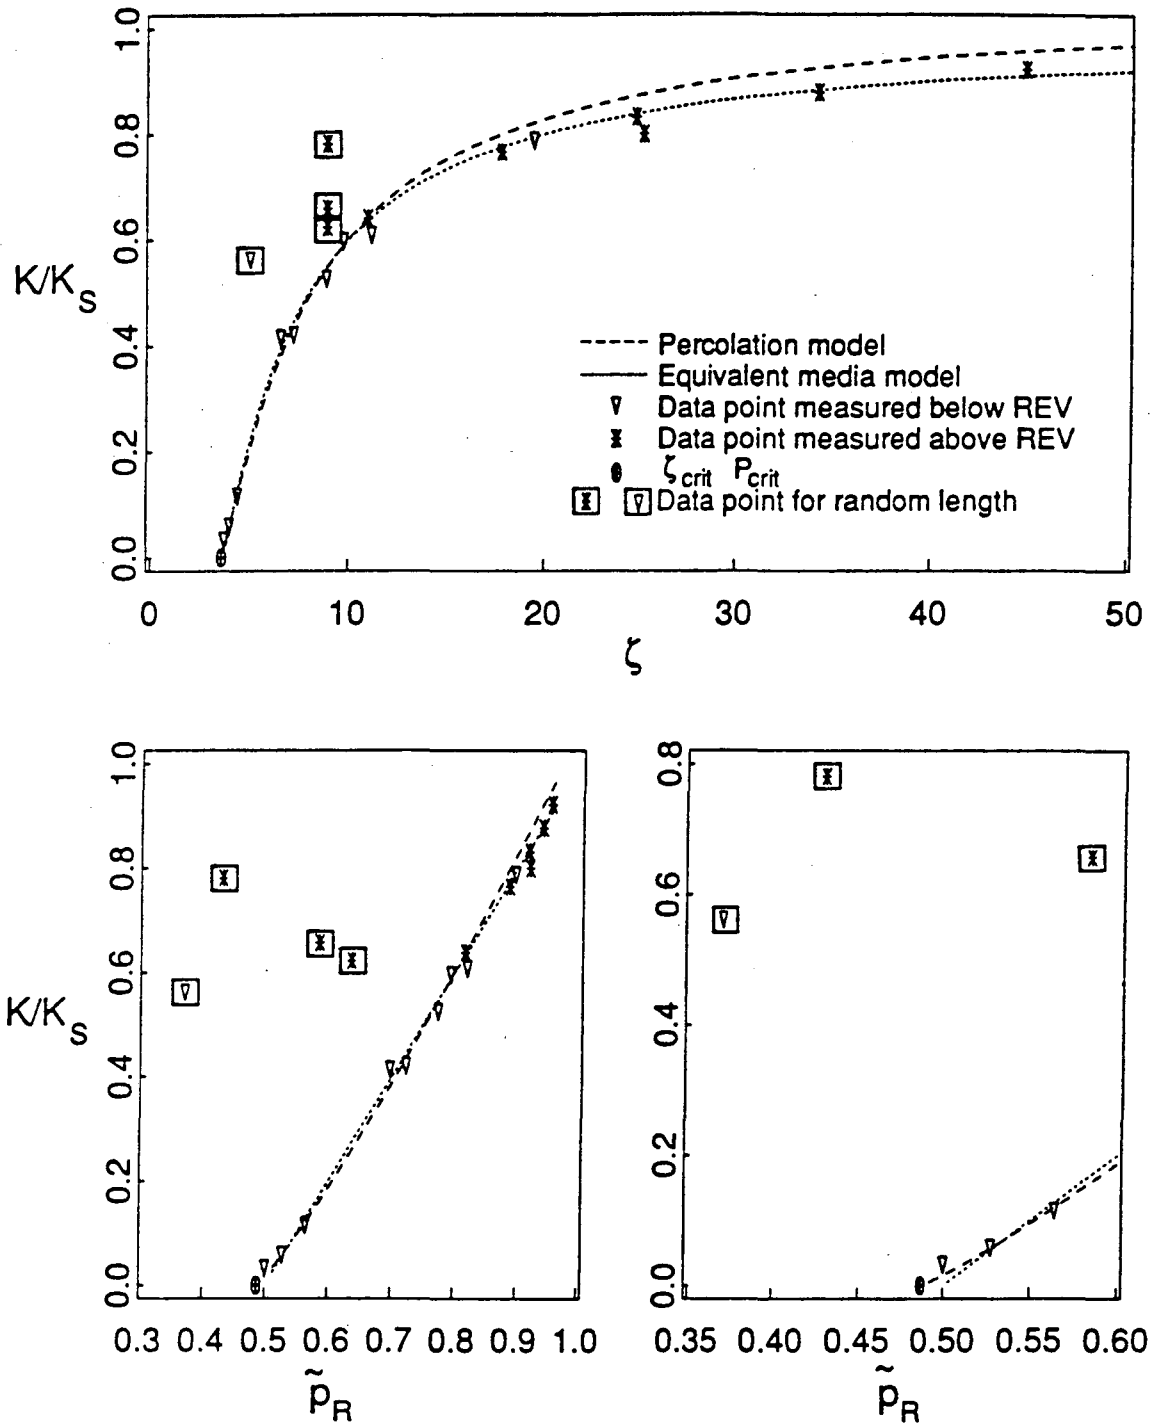 1.0
0.8
0.6
0.4
0.2
0.0
K/K_S
Percolation model
Equivalent media model
Data point measured below REV
Data point measured above REV
ζ_crit P_crit
Data point for random length
0 10 20 30 40 50
ζ
1.0
0.8
0.6
0.4
0.2
0.0
K/K_S
0.3 0.4 0.5 0.6 0.7 0.8 0.9 1.0
p̃_R
0.8
0.6
0.4
0.2
0.0
0.35 0.40 0.45 0.50 0.55 0.60
p̃_R